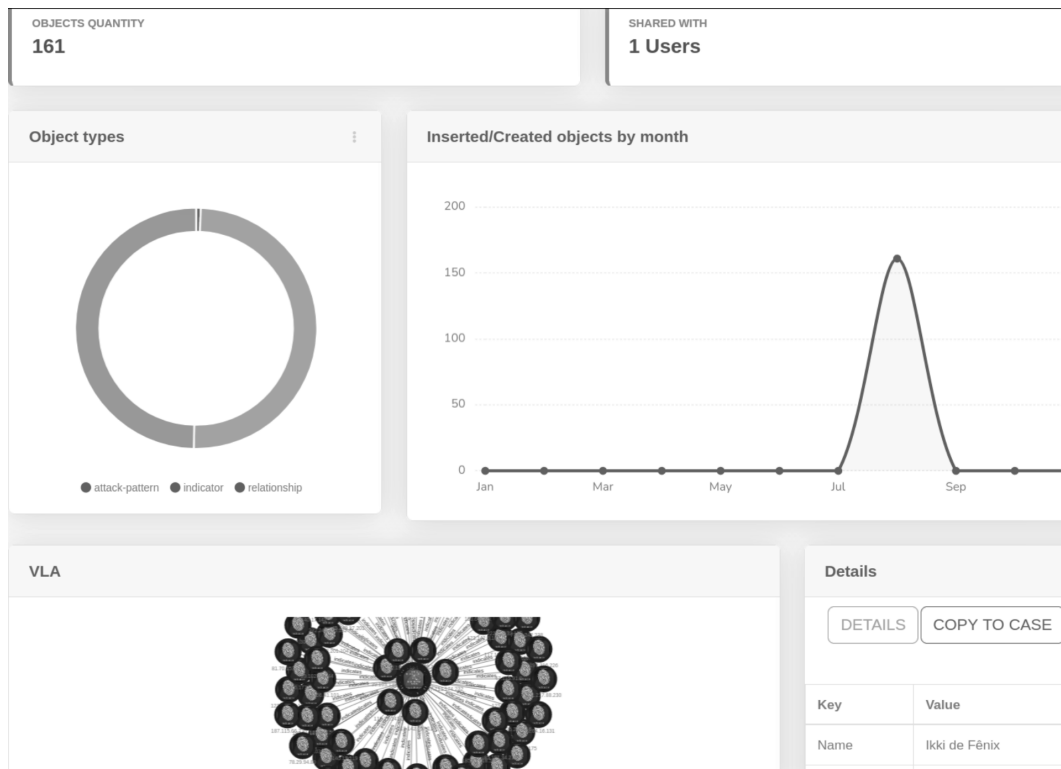 OBJECTS QUANTITY
161
SHARED WITH
1 Users
Object types
Inserted/Created objects by month
200
150
100
50
0
Jan
Mar
May
Jul
Sep
attack-pattern
indicator
relationship
VLA
Details
DETAILS
COPY TO CASE
Key
Value
Name
Ikki de Fênix
indicates